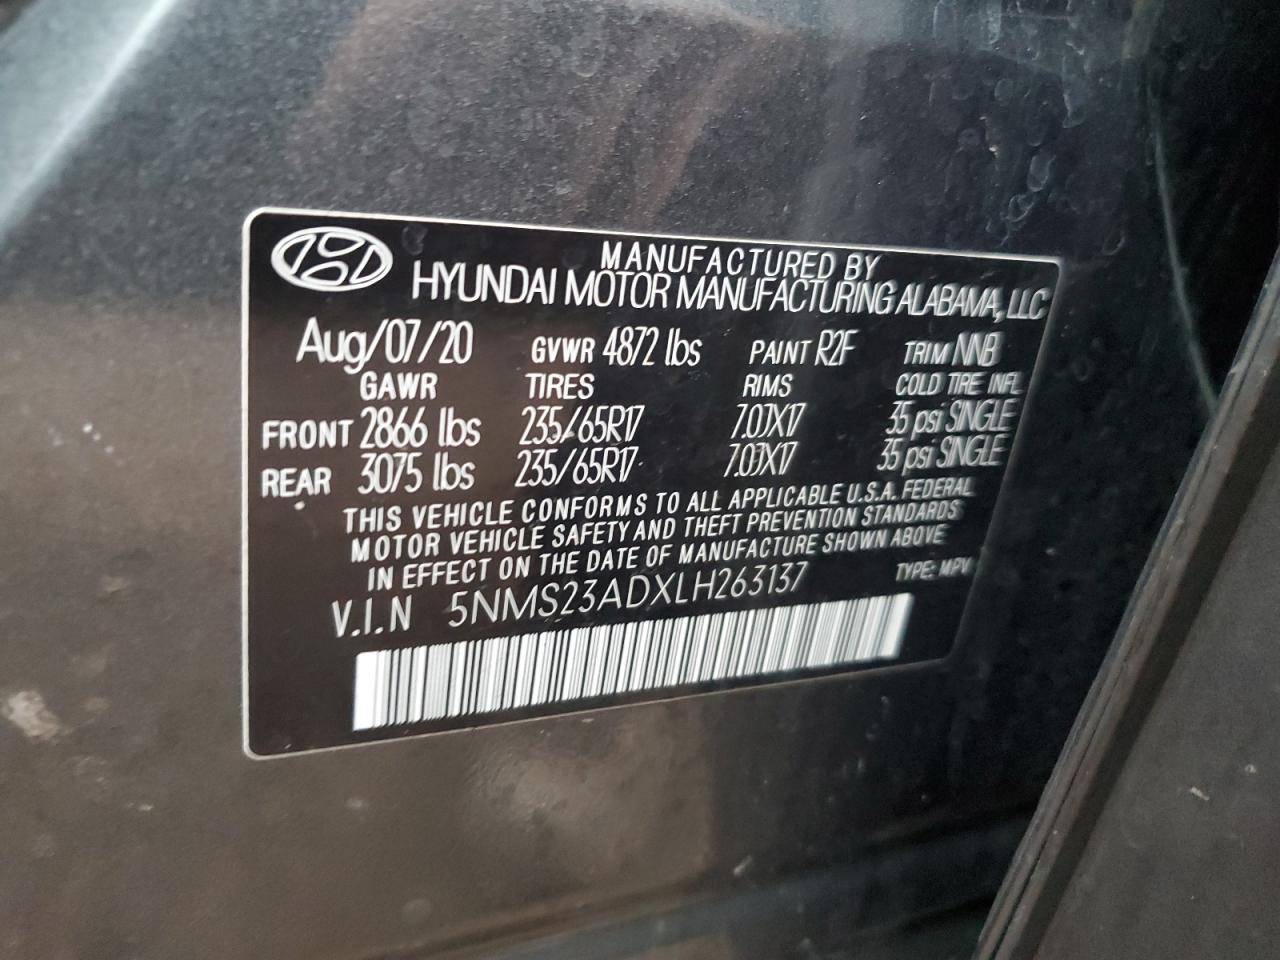 MANUFACTURED BY
HYUNDAI MOTOR MANUFACTURING ALABAMA, LLC
Aug/07/20 GVWR 4872 lbs PAINT R2F TRIM NNB
GAWR TIRES RIMS COLD TIRE INFL
FRONT 2866 lbs 235/65R17 7.0JX17 35 psi SINGLE
REAR 3075 lbs 235/65R17 7.0JX17 35 psi SINGLE
THIS VEHICLE CONFORMS TO ALL APPLICABLE U.S.A. FEDERAL
MOTOR VEHICLE SAFETY AND THEFT PREVENTION STANDARDS
IN EFFECT ON THE DATE OF MANUFACTURE SHOWN ABOVE
V.I.N 5NMS23ADXLH263137 TYPE: MPV